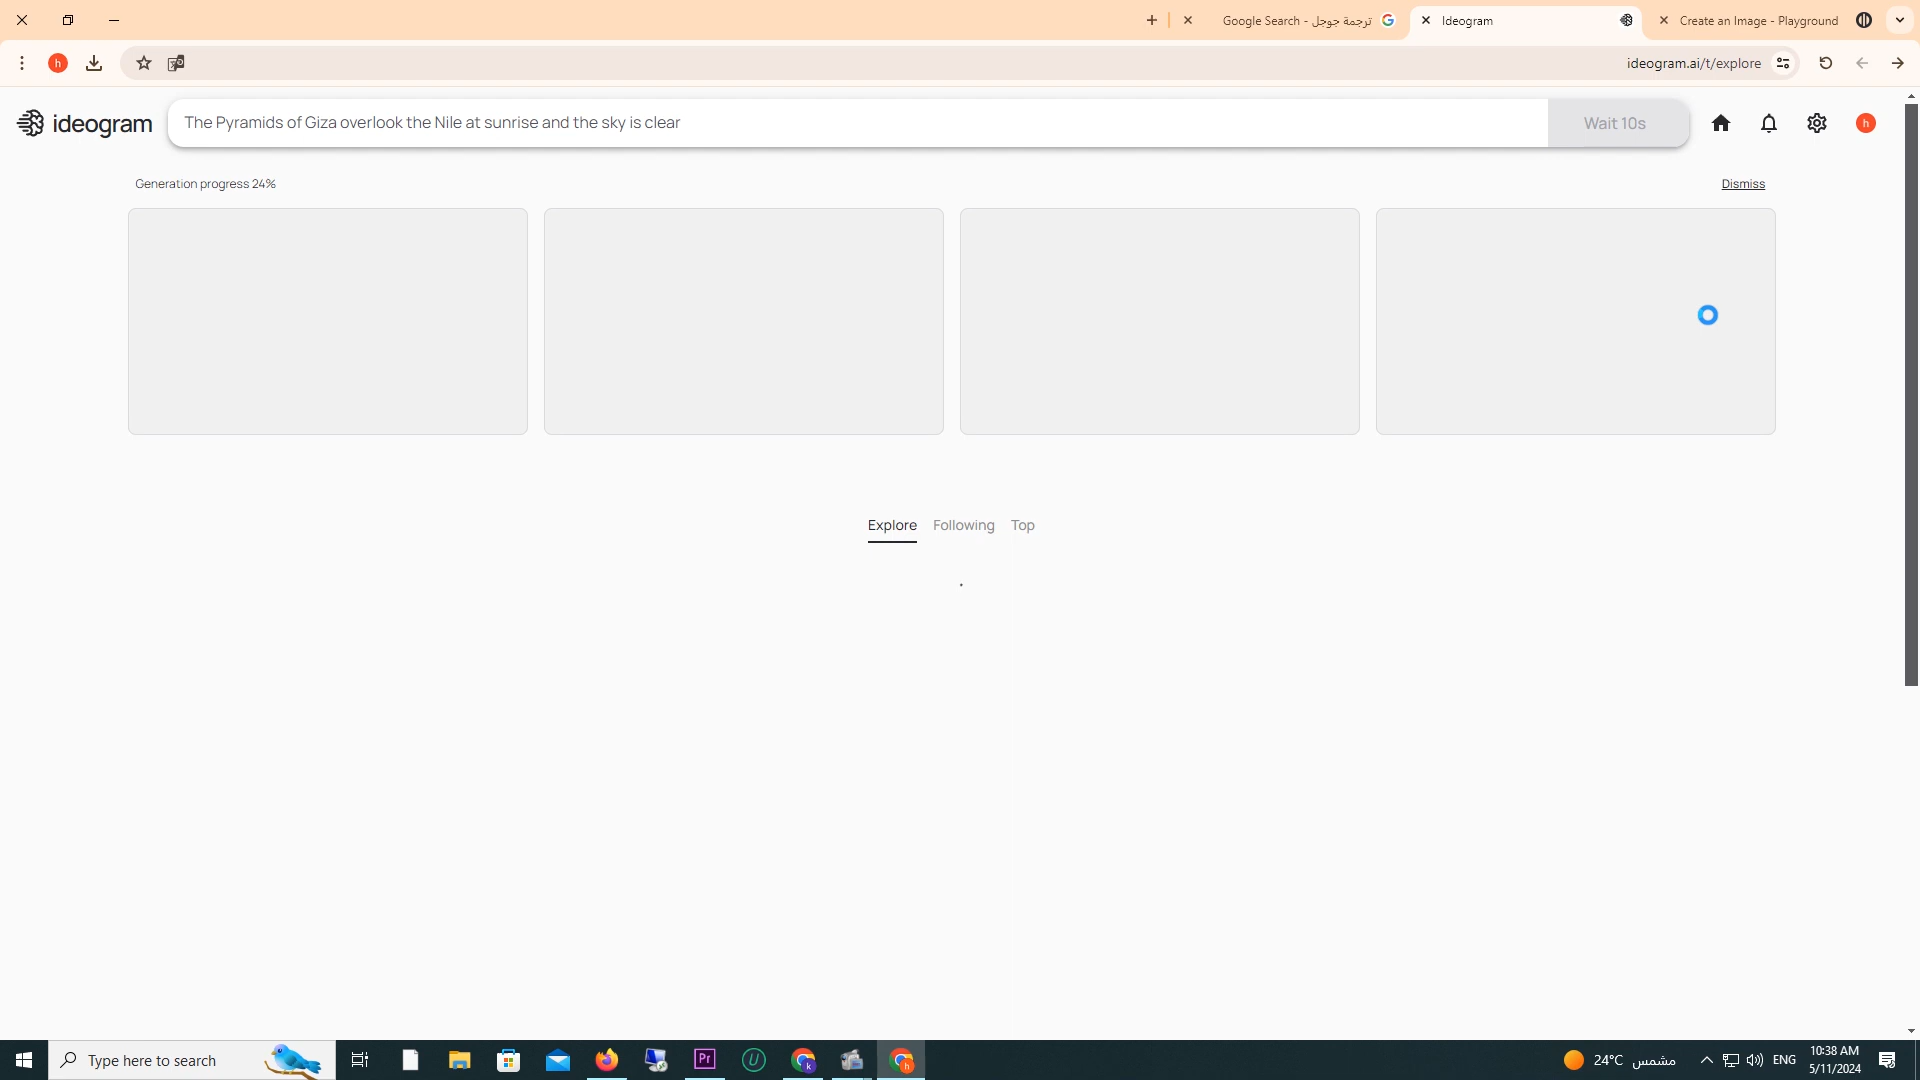 ترجمة جوجل - Google Search
Ideogram
Create an Image - Playground
h
ideogram.ai/t/explore
ideogram
The Pyramids of Giza overlook the Nile at sunrise and the sky is clear
Wait 10s
h
Generation progress 24%
Dismiss
Explore
Following
Top
Type here to search
Pr
U
k
h
24°C مشمس
ENG
10:38 AM
5/11/2024